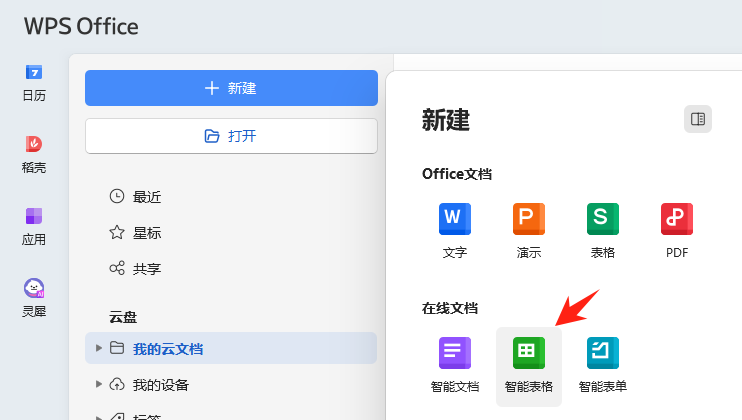 WPS Office
7
日历
稻壳
应用
灵犀
新建
打开
最近
星标
共享
云盘
我的云文档
我的设备
标签
新建
Office文档
W
文字
P
演示
S
表格
PDF
在线文档
智能文档
智能表格
智能表单